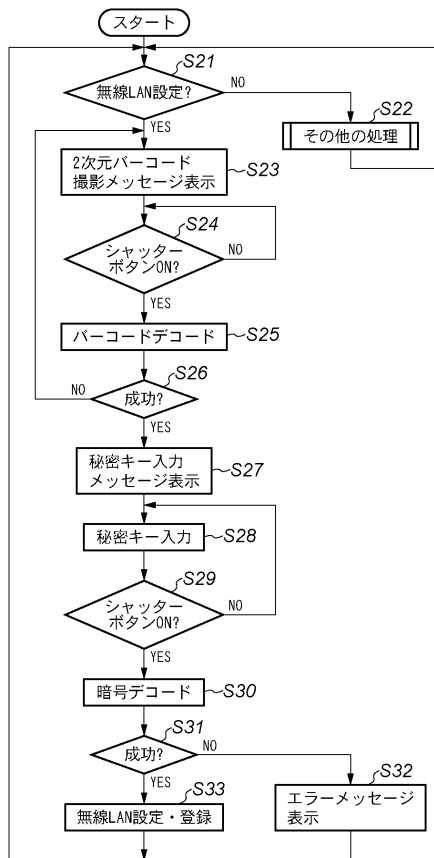 スタート
S21
無線LAN設定?
NO
S22
その他の処理
YES
2次元バーコード
撮影メッセージ表示
S23
S24
シャッター
ボタンON?
NO
YES
バーコードデコード
S25
S26
NO
成功?
YES
秘密キー入力
メッセージ表示
S27
秘密キー入力
S28
S29
シャッター
ボタンON?
NO
YES
暗号デコード
S30
S31
成功?
NO
YES
S33
無線LAN設定・登録
S32
エラーメッセージ
表示